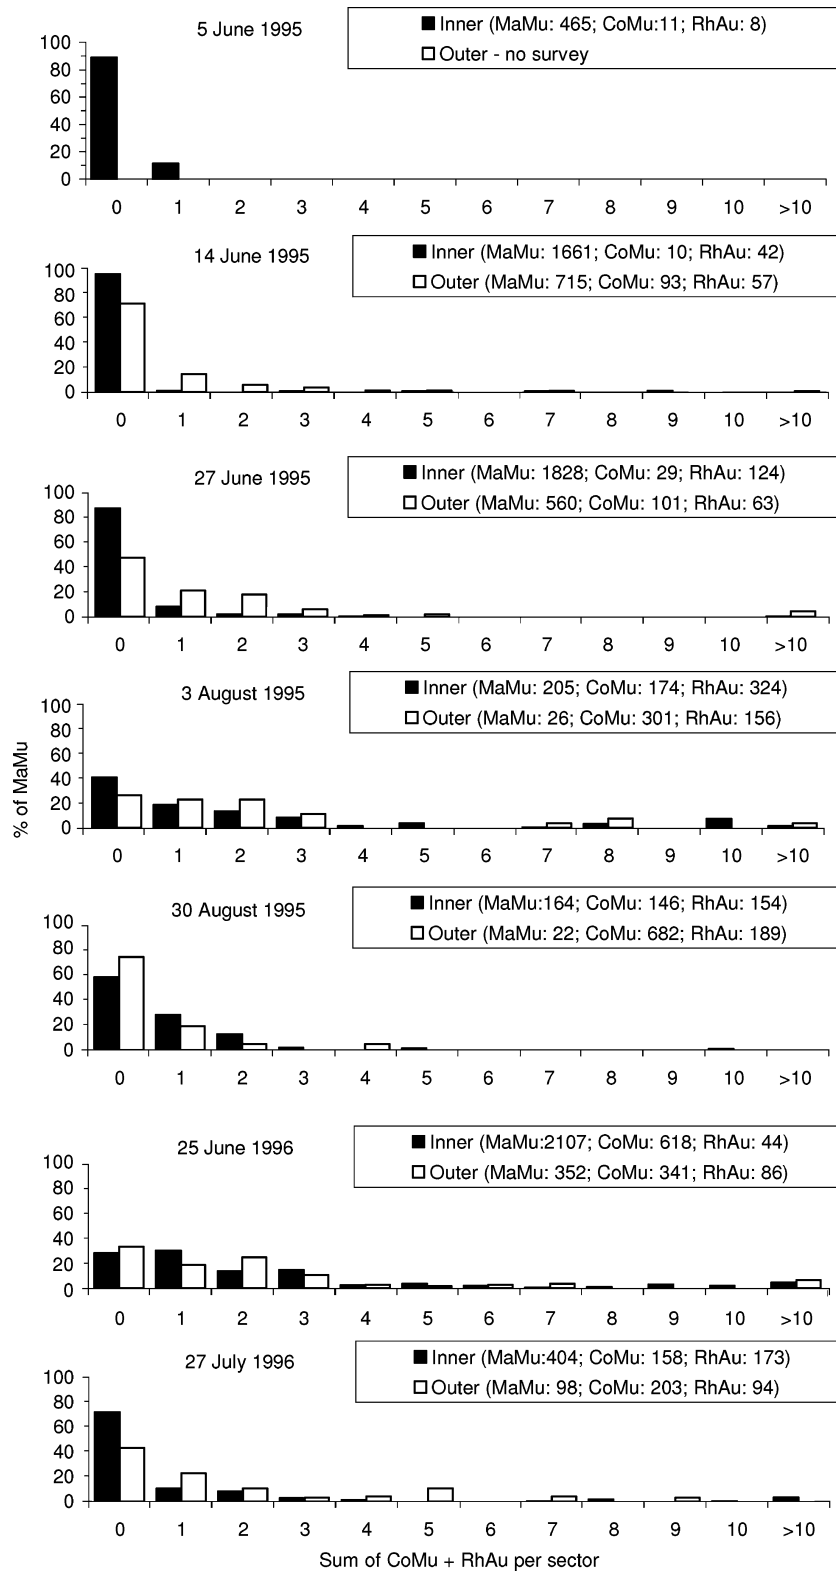 5 June 1995
Inner (MaMu: 465; CoMu:11; RhAu: 8)
Outer - no survey
100
80
60
40
20
0
0 1 2 3 4 5 6 7 8 9 10 >10
14 June 1995
Inner (MaMu: 1661; CoMu: 10; RhAu: 42)
Outer (MaMu: 715; CoMu: 93; RhAu: 57)
100
80
60
40
20
0
0 1 2 3 4 5 6 7 8 9 10 >10
27 June 1995
Inner (MaMu: 1828; CoMu: 29; RhAu: 124)
Outer (MaMu: 560; CoMu: 101; RhAu: 63)
100
80
60
40
20
0
0 1 2 3 4 5 6 7 8 9 10 >10
3 August 1995
Inner (MaMu: 205; CoMu: 174; RhAu: 324)
Outer (MaMu: 26; CoMu: 301; RhAu: 156)
% of MaMu
100
80
60
40
20
0
0 1 2 3 4 5 6 7 8 9 10 >10
30 August 1995
Inner (MaMu:164; CoMu: 146; RhAu: 154)
Outer (MaMu: 22; CoMu: 682; RhAu: 189)
100
80
60
40
20
0
0 1 2 3 4 5 6 7 8 9 10 >10
25 June 1996
Inner (MaMu:2107; CoMu: 618; RhAu: 44)
Outer (MaMu: 352; CoMu: 341; RhAu: 86)
100
80
60
40
20
0
0 1 2 3 4 5 6 7 8 9 10 >10
27 July 1996
Inner (MaMu:404; CoMu: 158; RhAu: 173)
Outer (MaMu: 98; CoMu: 203; RhAu: 94)
100
80
60
40
20
0
0 1 2 3 4 5 6 7 8 9 10 >10
Sum of CoMu + RhAu per sector